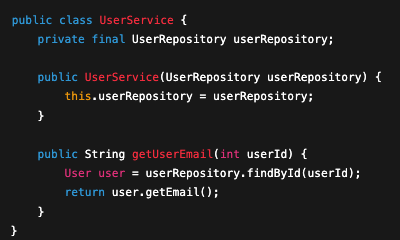 public class UserService {
    private final UserRepository userRepository;

    public UserService(UserRepository userRepository) {
        this.userRepository = userRepository;
    }

    public String getUserEmail(int userId) {
        User user = userRepository.findById(userId);
        return user.getEmail();
    }
}